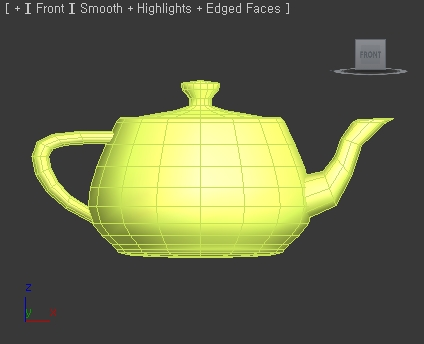 [ + ] [ Front ] [ Smooth + Highlights + Edged Faces ]
FRONT
z
y x